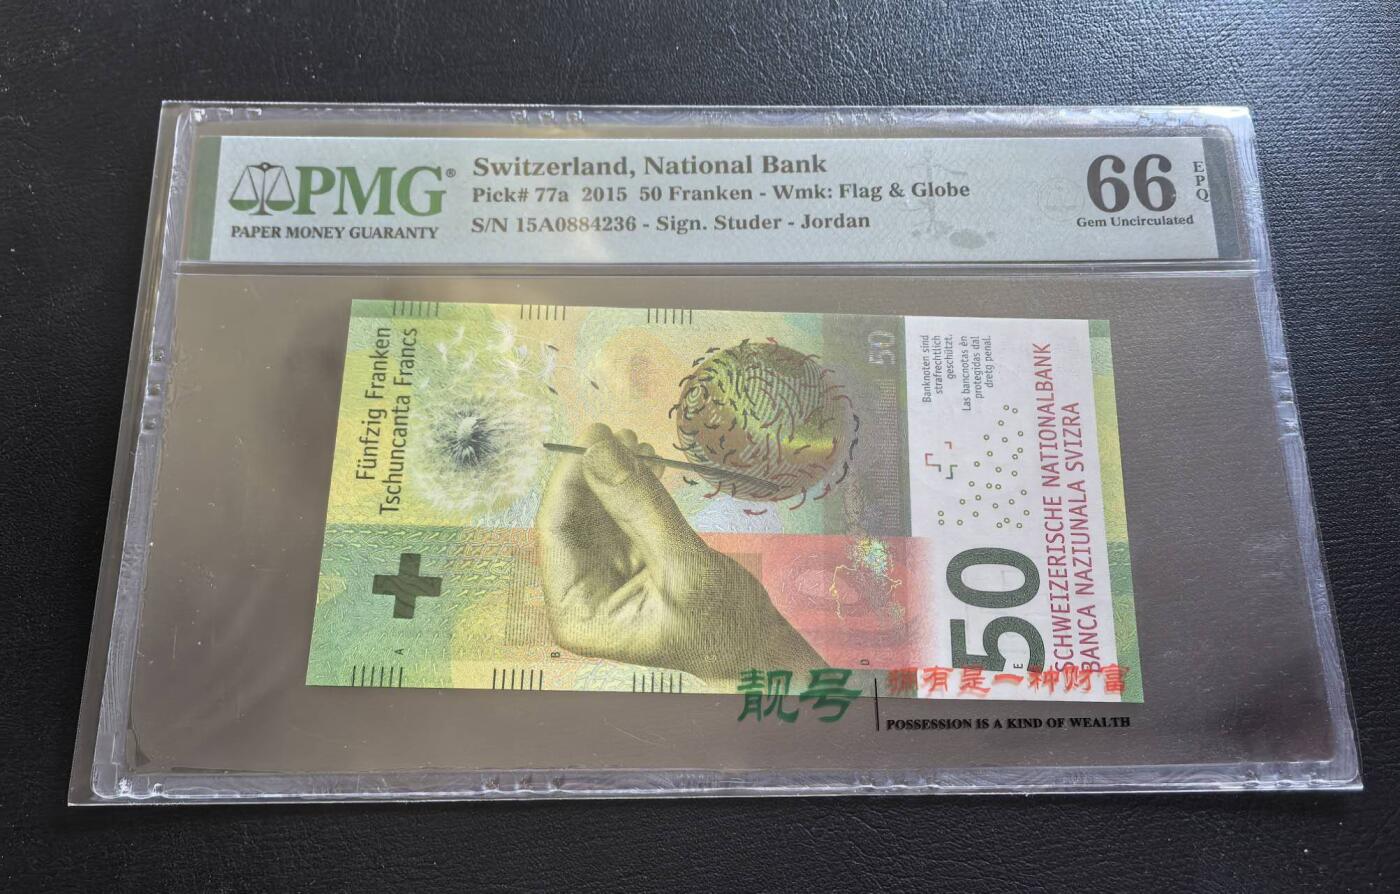 PMG®
PAPER MONEY GUARANTY
Switzerland, National Bank
Pick# 77a 2015 50 Franken - Wmk: Flag & Globe
S/N 15A0884236 - Sign. Studer - Jordan
66
EPQ
Gem Uncirculated
Fünfzig Franken
Tschuncanta Francs
50
Banknoten sind
strafrechtlich
geschützt.
Las bancnotas èn
protegidas dal
dretg penal.
50
SCHWEIZERISCHE NATIONALBANK
BANCA NAZIUNALA SVIZRA
A
B
C
D
E
靓号
拥有是一种财富
POSSESSION IS A KIND OF WEALTH